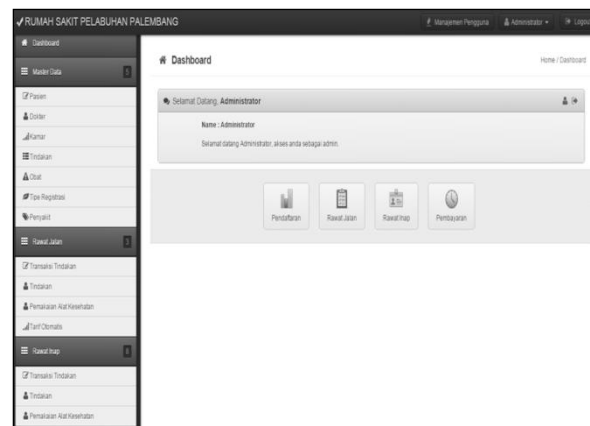 RUMAH SAKIT PELABUHAN PALEMBANG
Manajemen Pengguna
Administrator
Logout
Dashboard
Master Data 5
Pasien
Dokter
Kamar
Tindakan
Obat
Tipe Registrasi
Penyakit
Rawat Jalan 3
Transaksi Tindakan
Tindakan
Pemakaian Alat Kesehatan
Tarif Otomatis
Rawat Inap
Transaksi Tindakan
Tindakan
Pemakaian Alat Kesehatan
Dashboard
Home / Dashboard
Selamat Datang, Administrator
Name : Administrator
Selamat datang Administrator, akses anda sebagai admin.
Pendaftaran
Rawat Jalan
Rawat Inap
Pembayaran